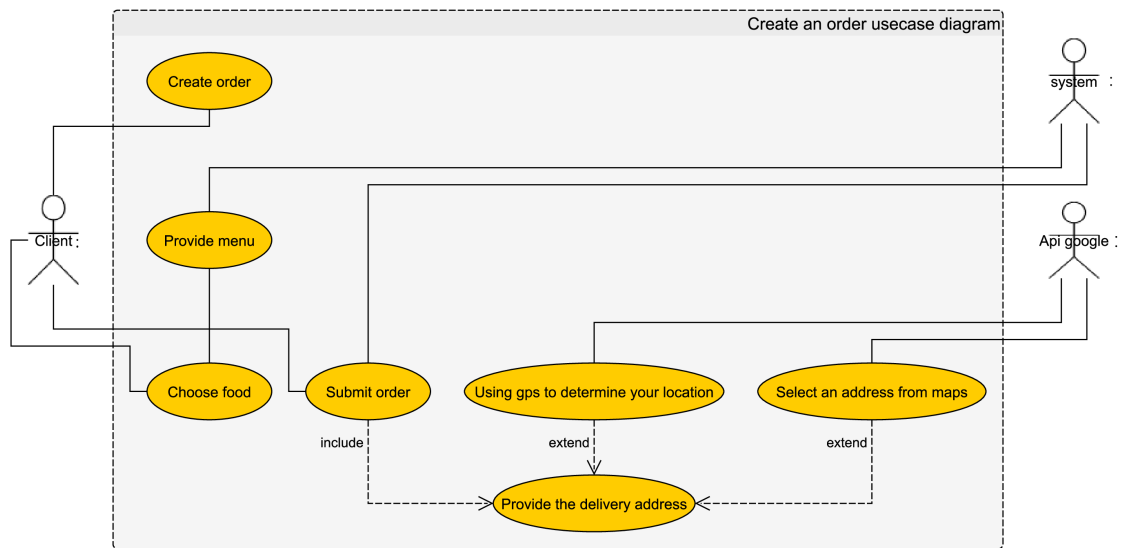 Create an order usecase diagram
Create order
system :
Client :
Provide menu
Api google :
Choose food
Submit order
Using gps to determine your location
Select an address from maps
include
extend
extend
Provide the delivery address